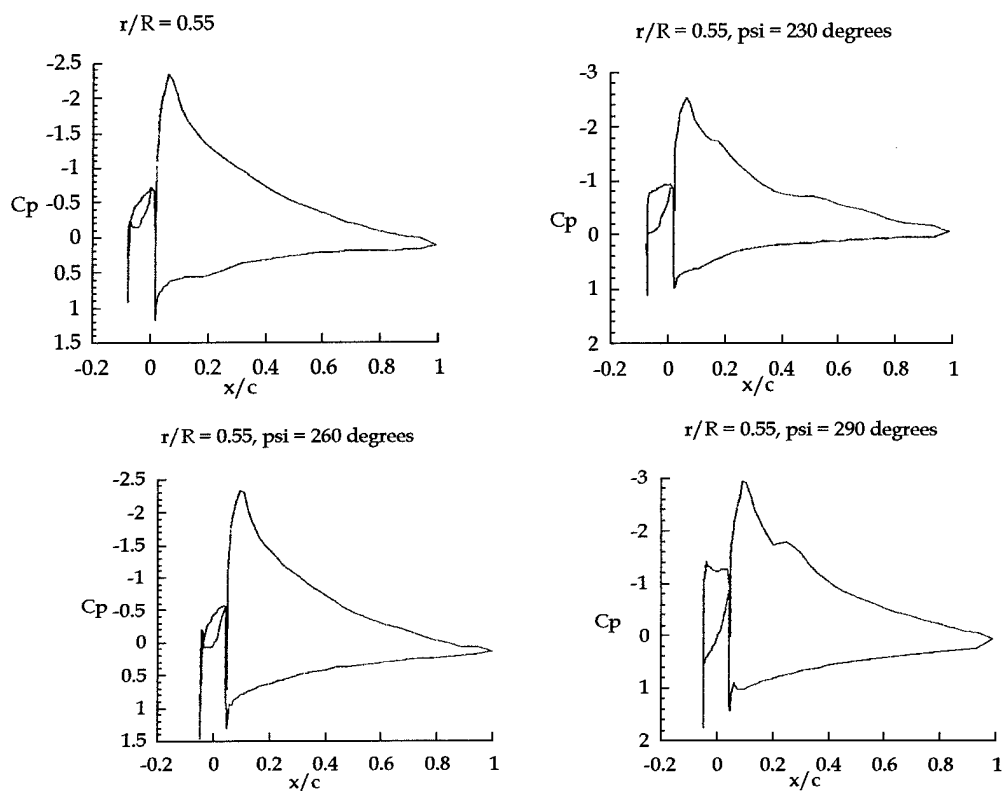 r/R = 0.55
-2.5
-2
-1.5
-1
Cp -0.5
0
0.5
1
1.5
-0.2 0 0.2 0.4 0.6 0.8 1
x/c
r/R = 0.55, psi = 230 degrees
-3
-2
-1
Cp 0
1
2
-0.2 0 0.2 0.4 0.6 0.8 1
x/c
r/R = 0.55, psi = 260 degrees
-2.5
-2
-1.5
-1
Cp -0.5
0
0.5
1
1.5
-0.2 0 0.2 0.4 0.6 0.8 1
x/c
r/R = 0.55, psi = 290 degrees
-3
-2
-1
Cp 0
1
2
-0.2 0 0.2 0.4 0.6 0.8 1
x/c